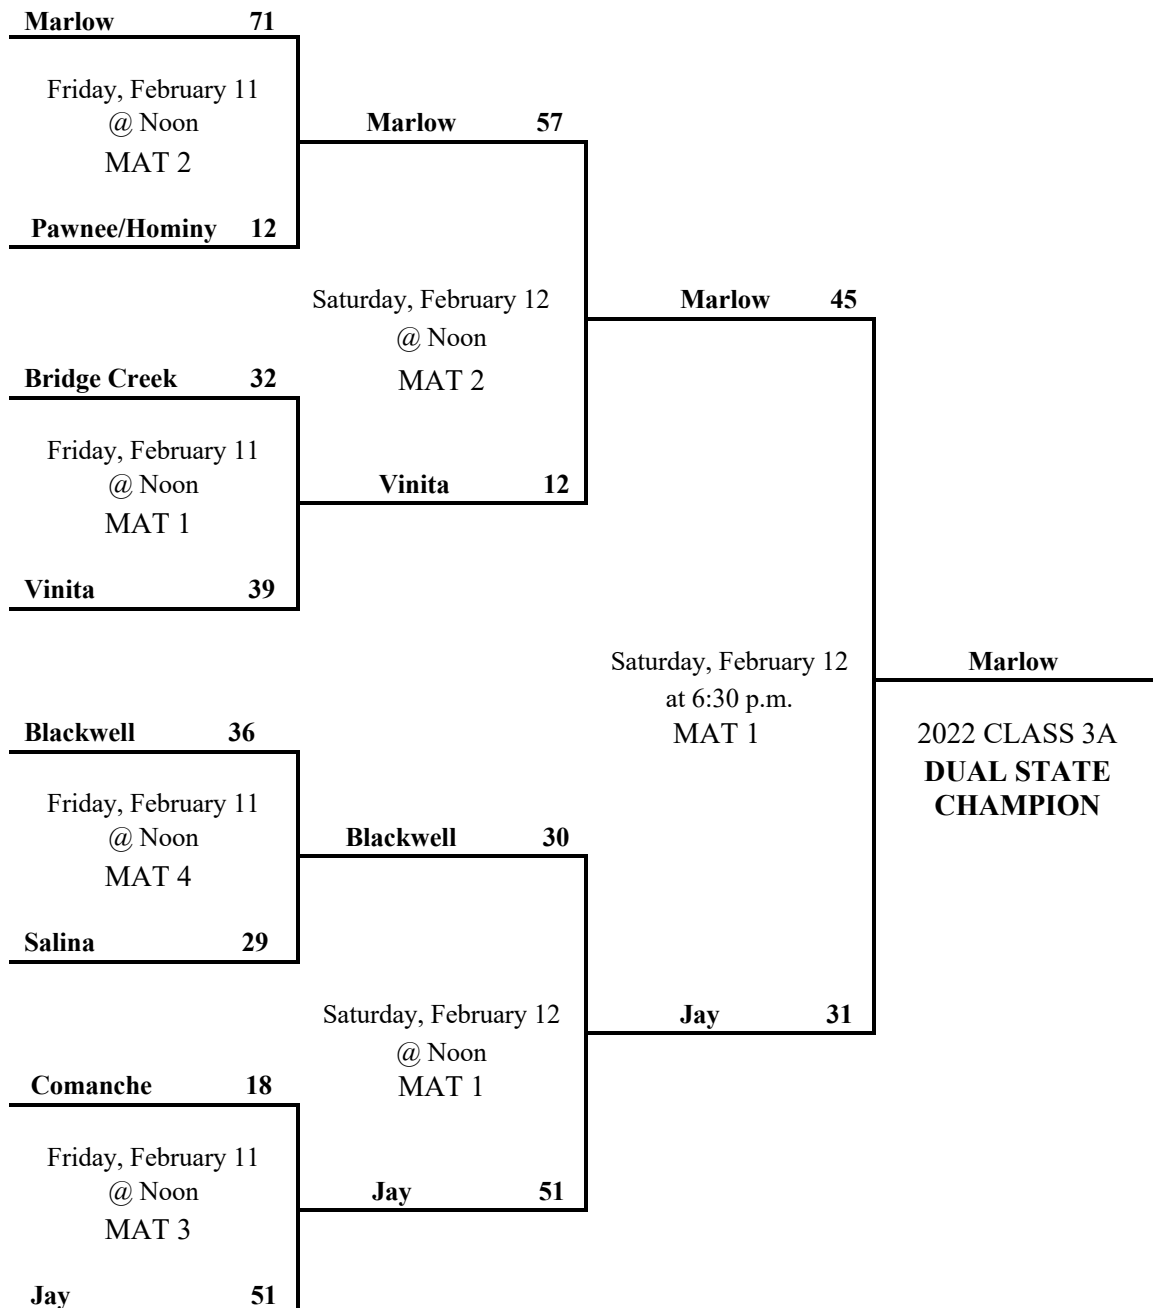 Marlow 71
Friday, February 11
@ Noon
MAT 2
Pawnee/Hominy 12
Bridge Creek 32
Friday, February 11
@ Noon
MAT 1
Vinita 39
Blackwell 36
Friday, February 11
@ Noon
MAT 4
Salina 29
Comanche 18
Friday, February 11
@ Noon
MAT 3
Jay 51
Marlow 57
Saturday, February 12
@ Noon
MAT 2
Vinita 12
Blackwell 30
Saturday, February 12
@ Noon
MAT 1
Jay 51
Marlow 45
Saturday, February 12
at 6:30 p.m.
MAT 1
Jay 31
Marlow
2022 CLASS 3A
DUAL STATE
CHAMPION